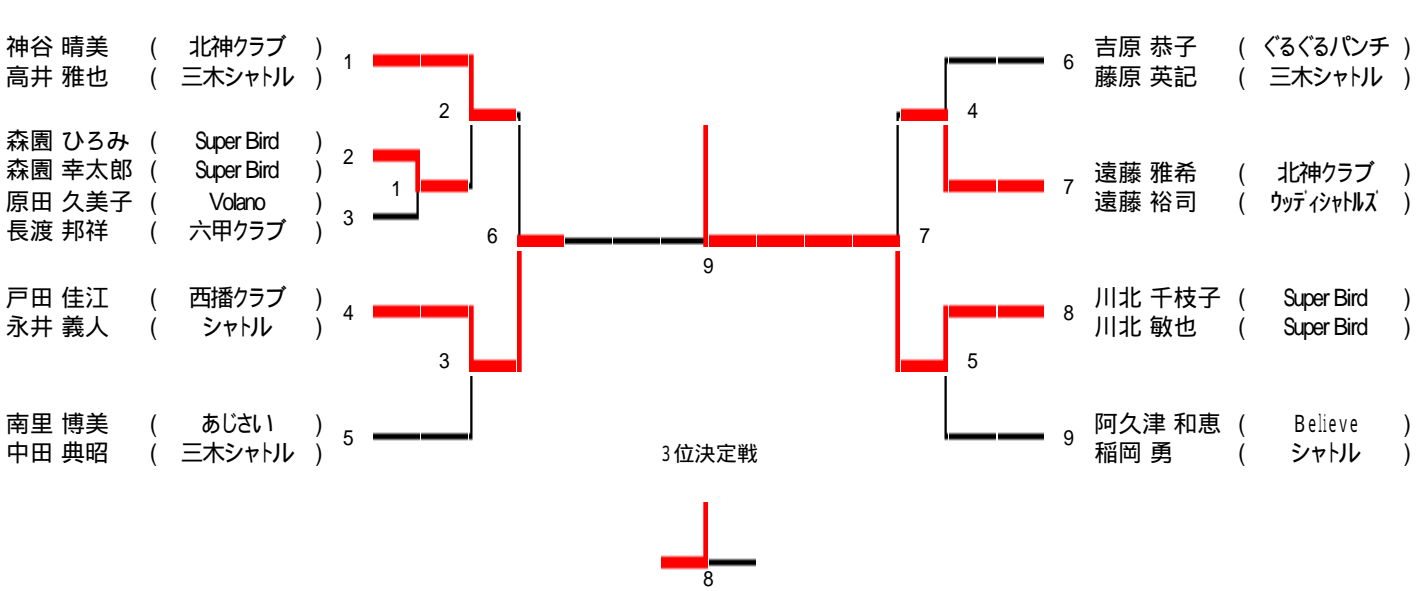 神谷 晴美 ( 北神クラブ ) 1
高井 雅也 ( 三木シャトル )
2
森園 ひろみ ( Super Bird ) 2
森園 幸太郎 ( Super Bird )
1
原田 久美子 ( Volano ) 3
長渡 邦祥 ( 六甲クラブ )
6
戸田 佳江 ( 西播クラブ ) 4
永井 義人 ( シャトル )
3
南里 博美 ( あじさい ) 5
中田 典昭 ( 三木シャトル )
9
3位決定戦
8
6 吉原 恭子 ( ぐるぐるパンチ )
藤原 英記 ( 三木シャトル )
4
7 遠藤 雅希 ( 北神クラブ )
遠藤 裕司 ( ウッディシャトルズ )
7
8 川北 千枝子 ( Super Bird )
川北 敏也 ( Super Bird )
5
9 阿久津 和恵 ( Believe )
稲岡 勇 ( シャトル )